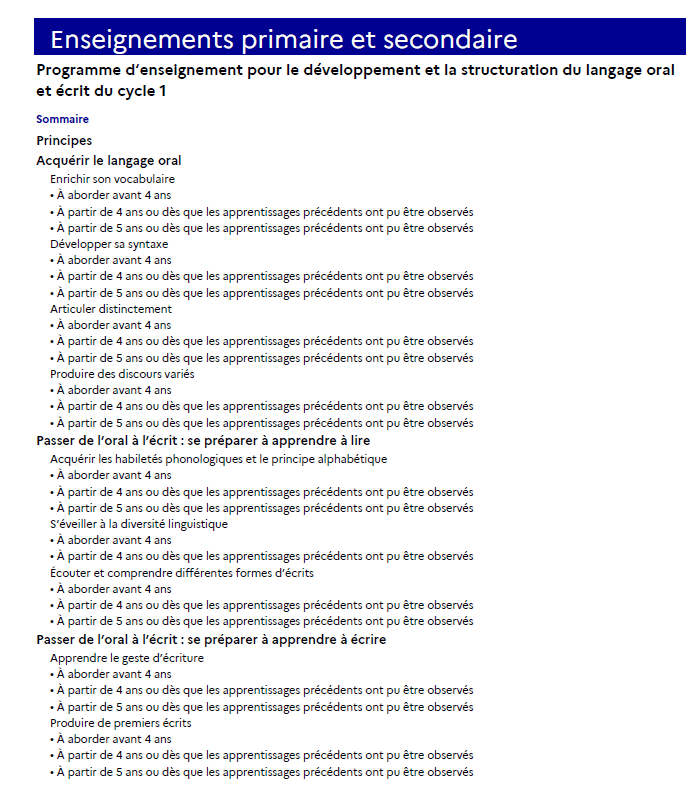 Enseignements primaire et secondaire
Programme d’enseignement pour le développement et la structuration du langage oral
et écrit du cycle 1
Sommaire
Principes
Acquérir le langage oral
Enrichir son vocabulaire
• À aborder avant 4 ans
• À partir de 4 ans ou dès que les apprentissages précédents ont pu être observés
• À partir de 5 ans ou dès que les apprentissages précédents ont pu être observés
Développer sa syntaxe
• À aborder avant 4 ans
• À partir de 4 ans ou dès que les apprentissages précédents ont pu être observés
• À partir de 5 ans ou dès que les apprentissages précédents ont pu être observés
Articuler distinctement
• À aborder avant 4 ans
• À partir de 4 ans ou dès que les apprentissages précédents ont pu être observés
• À partir de 5 ans ou dès que les apprentissages précédents ont pu être observés
Produire des discours variés
• À aborder avant 4 ans
• À partir de 4 ans ou dès que les apprentissages précédents ont pu être observés
• À partir de 5 ans ou dès que les apprentissages précédents ont pu être observés
Passer de l’oral à l’écrit : se préparer à apprendre à lire
Acquérir les habiletés phonologiques et le principe alphabétique
• À aborder avant 4 ans
• À partir de 4 ans ou dès que les apprentissages précédents ont pu être observés
• À partir de 5 ans ou dès que les apprentissages précédents ont pu être observés
S’éveiller à la diversité linguistique
• À aborder avant 4 ans
• À partir de 4 ans ou dès que les apprentissages précédents ont pu être observés
Écouter et comprendre différentes formes d’écrits
• À aborder avant 4 ans
• À partir de 4 ans ou dès que les apprentissages précédents ont pu être observés
• À partir de 5 ans ou dès que les apprentissages précédents ont pu être observés
Passer de l’oral à l’écrit : se préparer à apprendre à écrire
Apprendre le geste d’écriture
• À aborder avant 4 ans
• À partir de 4 ans ou dès que les apprentissages précédents ont pu être observés
• À partir de 5 ans ou dès que les apprentissages précédents ont pu être observés
Produire de premiers écrits
• À aborder avant 4 ans
• À partir de 4 ans ou dès que les apprentissages précédents ont pu être observés
• À partir de 5 ans ou dès que les apprentissages précédents ont pu être observés